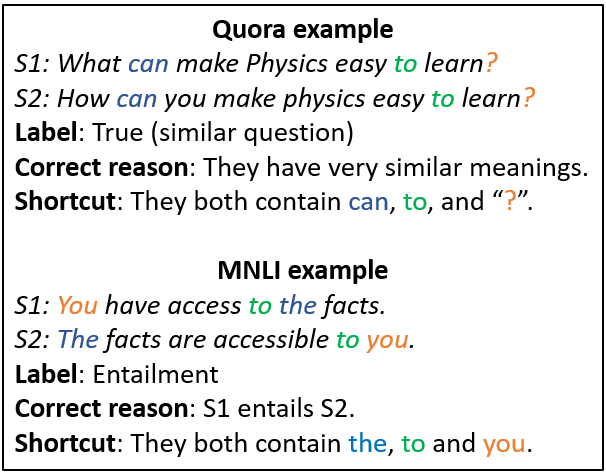 Quora example
S1: What can make Physics easy to learn?
S2: How can you make physics easy to learn?
Label: True (similar question)
Correct reason: They have very similar meanings.
Shortcut: They both contain can, to, and “?”.
MNLI example
S1: You have access to the facts.
S2: The facts are accessible to you.
Label: Entailment
Correct reason: S1 entails S2.
Shortcut: They both contain the, to and you.